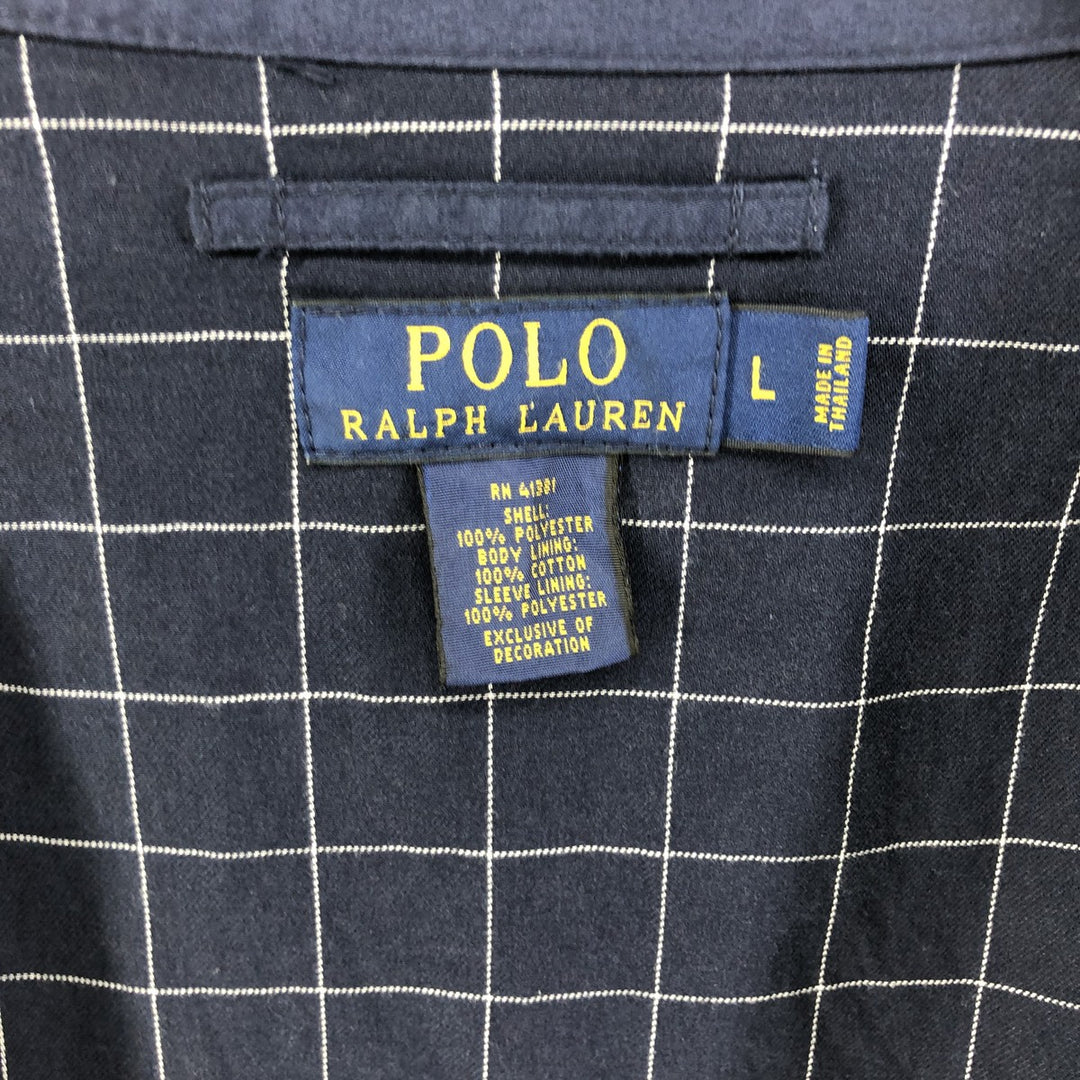 POLO
RALPH LAUREN
L
MADE IN
THAILAND
RN 41381
SHELL:
100% POLYESTER
BODY LINING:
100% COTTON
SLEEVE LINING:
100% POLYESTER
EXCLUSIVE OF
DECORATION